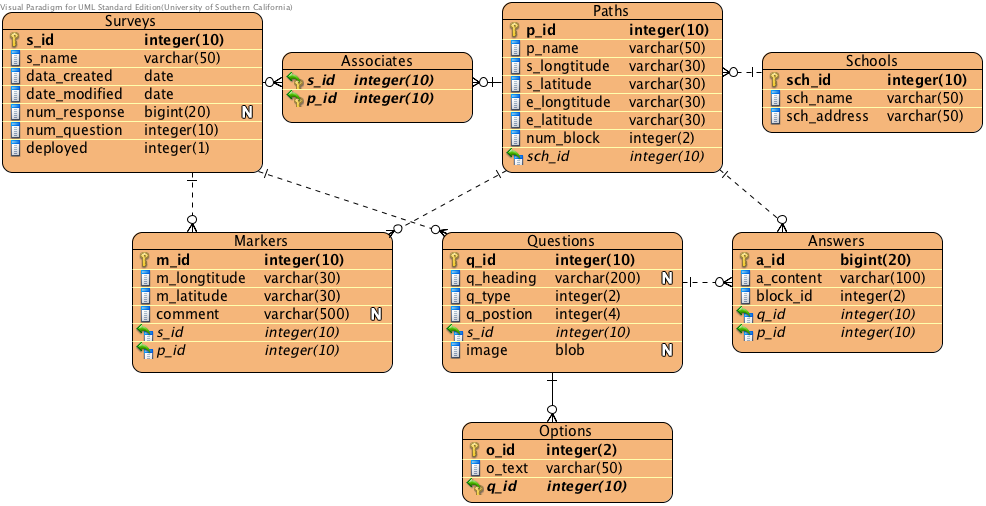 Visual Paradigm for UML Standard Edition(University of Southern California)
Surveys
s_id integer(10)
s_name varchar(50)
data_created date
date_modified date
num_response bigint(20) N
num_question integer(10)
deployed integer(1)
Associates
s_id integer(10)
p_id integer(10)
Paths
p_id integer(10)
p_name varchar(50)
s_longtitude varchar(30)
s_latitude varchar(30)
e_longtitude varchar(30)
e_latitude varchar(30)
num_block integer(2)
sch_id integer(10)
Schools
sch_id integer(10)
sch_name varchar(50)
sch_address varchar(50)
Markers
m_id integer(10)
m_longtitude varchar(30)
m_latitude varchar(30)
comment varchar(500) N
s_id integer(10)
p_id integer(10)
Questions
q_id integer(10)
q_heading varchar(200) N
q_type integer(2)
q_postion integer(4)
s_id integer(10)
image blob N
Answers
a_id bigint(20)
a_content varchar(100)
block_id integer(2)
q_id integer(10)
p_id integer(10)
Options
o_id integer(2)
o_text varchar(50)
q_id integer(10)